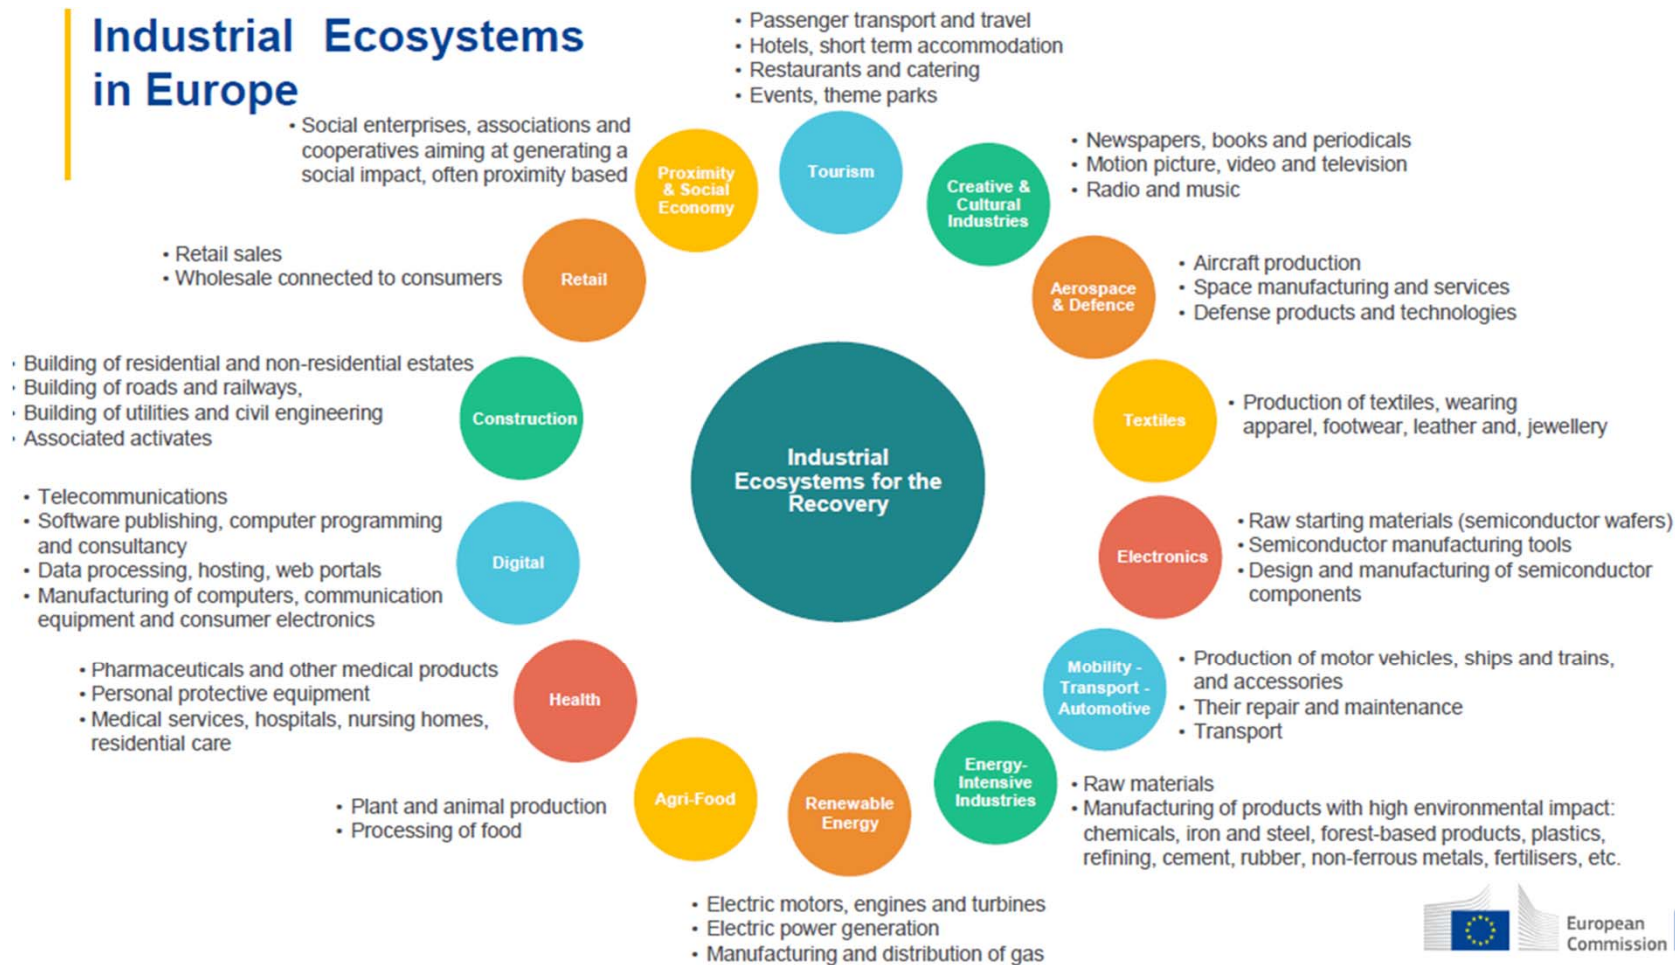 Industrial Ecosystems
in Europe
• Passenger transport and travel
• Hotels, short term accommodation
• Restaurants and catering
• Events, theme parks
Tourism
• Newspapers, books and periodicals
• Motion picture, video and television
• Radio and music
Creative &
Cultural
Industries
• Aircraft production
• Space manufacturing and services
• Defense products and technologies
Aerospace
& Defence
• Production of textiles, wearing
apparel, footwear, leather and, jewellery
Textiles
• Raw starting materials (semiconductor wafers)
• Semiconductor manufacturing tools
• Design and manufacturing of semiconductor
components
Electronics
• Production of motor vehicles, ships and trains,
and accessories
• Their repair and maintenance
• Transport
Mobility -
Transport -
Automotive
• Raw materials
• Manufacturing of products with high environmental impact:
chemicals, iron and steel, forest-based products, plastics,
refining, cement, rubber, non-ferrous metals, fertilisers, etc.
Energy-
Intensive
Industries
Renewable
Energy
• Electric motors, engines and turbines
• Electric power generation
• Manufacturing and distribution of gas
Agri-Food
• Plant and animal production
• Processing of food
Health
• Pharmaceuticals and other medical products
• Personal protective equipment
• Medical services, hospitals, nursing homes,
residential care
Digital
• Telecommunications
• Software publishing, computer programming
and consultancy
• Data processing, hosting, web portals
• Manufacturing of computers, communication
equipment and consumer electronics
Construction
• Building of residential and non-residential estates
• Building of roads and railways,
• Building of utilities and civil engineering
• Associated activates
Retail
• Retail sales
• Wholesale connected to consumers
Proximity
& Social
Economy
• Social enterprises, associations and
cooperatives aiming at generating a
social impact, often proximity based
Industrial
Ecosystems for the
Recovery
European
Commission